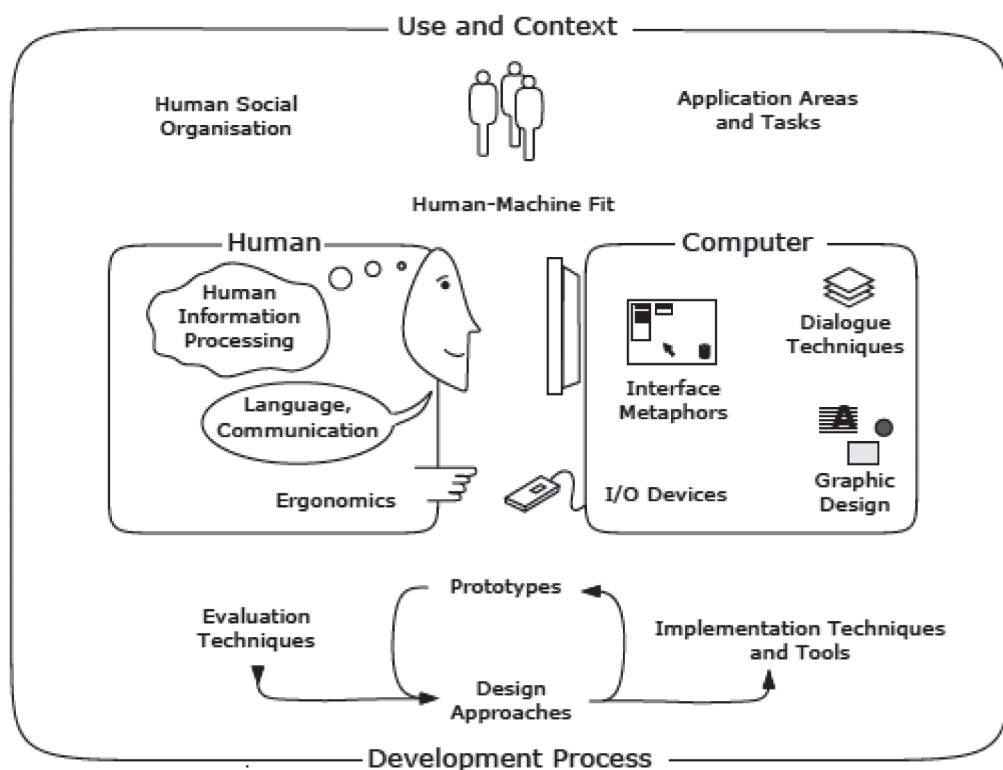 Use and Context
Human Social
Organisation
Application Areas
and Tasks
Human-Machine Fit
Human
Human
Information
Processing
Language,
Communication
Ergonomics
Computer
Interface
Metaphors
Dialogue
Techniques
A
I/O Devices
Graphic
Design
Prototypes
Evaluation
Techniques
Implementation Techniques
and Tools
Design
Approaches
Development Process